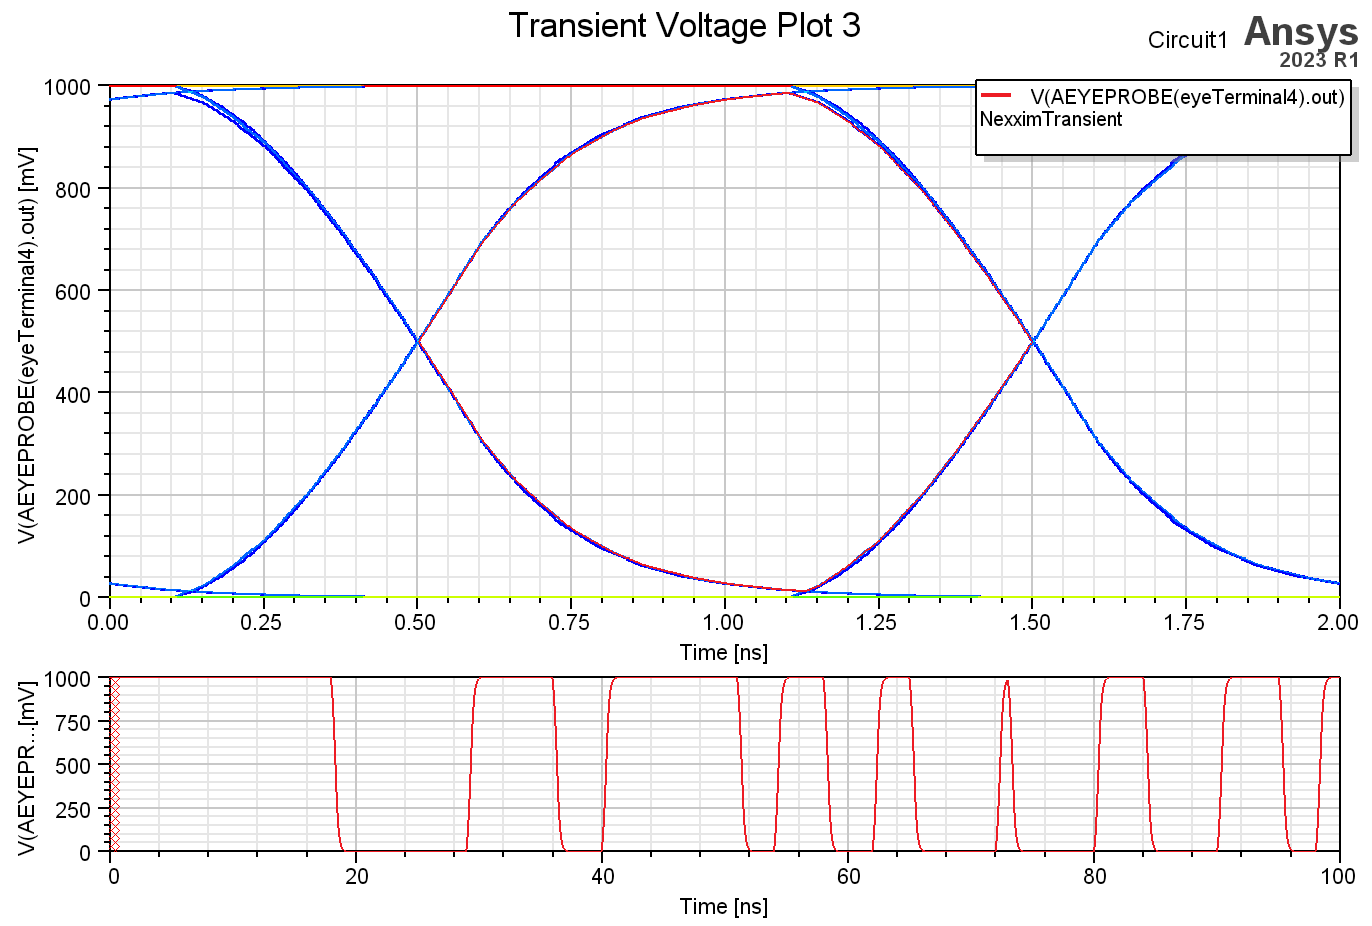 Transient Voltage Plot 3
Circuit1
Ansys
2023 R1
V(AEYEPROBE(eyeTerminal4).out)
NexximTransient
V(AEYEPROBE(eyeTerminal4).out) [mV]
1000
800
600
400
200
0
0.00 0.25 0.50 0.75 1.00 1.25 1.50 1.75 2.00
Time [ns]
V(AEYEPR...[mV]
1000
750
500
250
0
0 20 40 60 80 100
Time [ns]